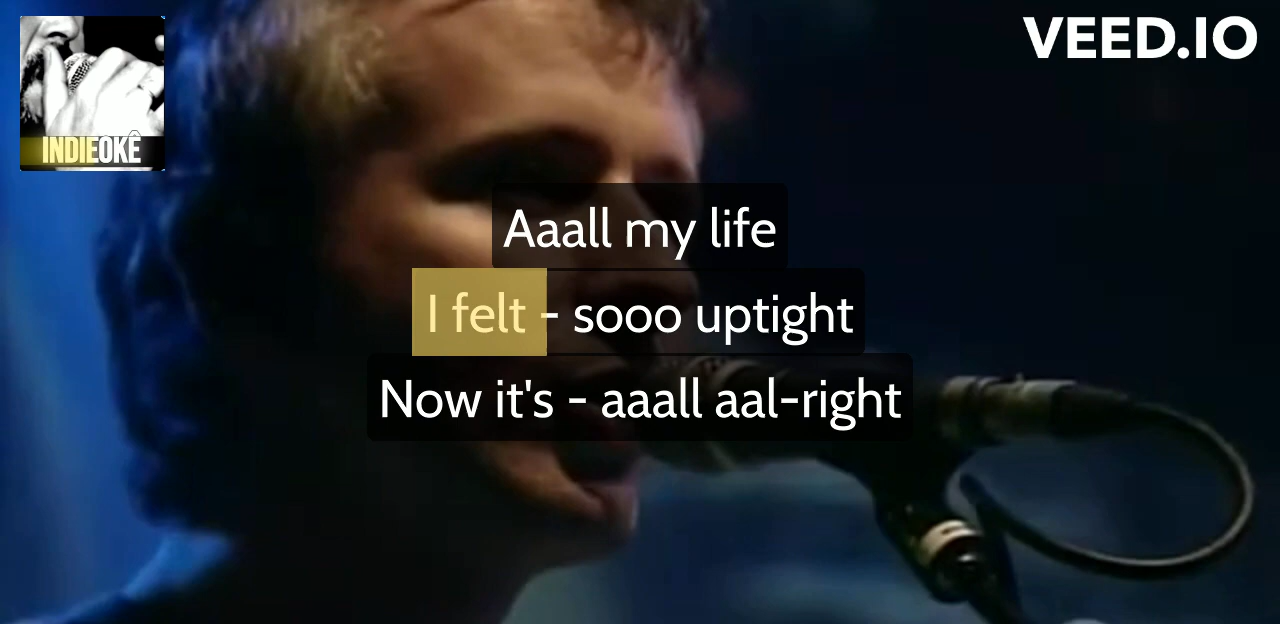 INDIEOKÊ
VEED.IO
Aaall my life
I felt - sooo uptight
Now it's - aaall aal-right